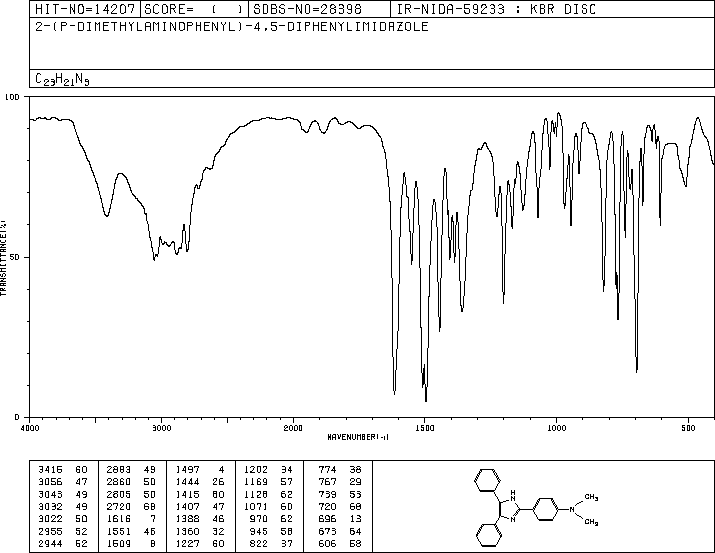 HIT-NO=14207 SCORE= ( ) SDBS-NO=28398 IR-NIDA-59233 : KBR DISC
2-(P-DIMETHYLAMINOPHENYL)-4,5-DIPHENYLIMIDAZOLE
C23H21N3
100
50
0
TRANSMITTANCE(%)
4000 3000 2000 1500 1000 500
WAVENUMBER(-1)
3415 60 2883 49 1497 4 1202 34 774 38
3056 47 2860 50 1444 26 1169 57 767 29
3043 49 2805 50 1415 80 1128 62 739 53
3032 49 2720 68 1407 47 1071 60 720 68
3022 50 1616 7 1388 46 970 62 696 13
2955 52 1551 46 1360 32 945 58 673 64
2944 52 1509 8 1227 60 822 37 606 58
H
N
N
N
CH3
CH3